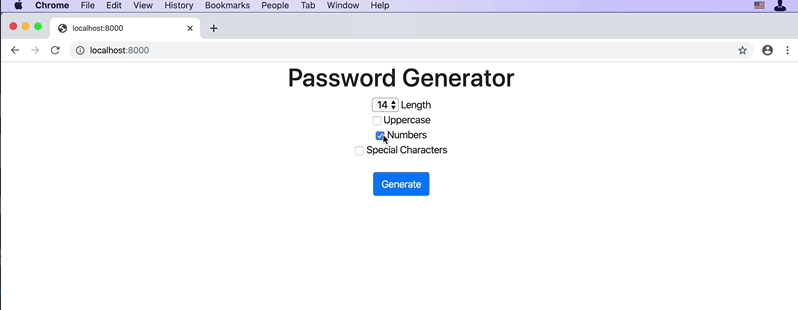 Chrome File Edit View History Bookmarks People Tab Window Help
localhost:8000
localhost:8000
Password Generator
14 Length
Uppercase
Numbers
Special Characters
Generate